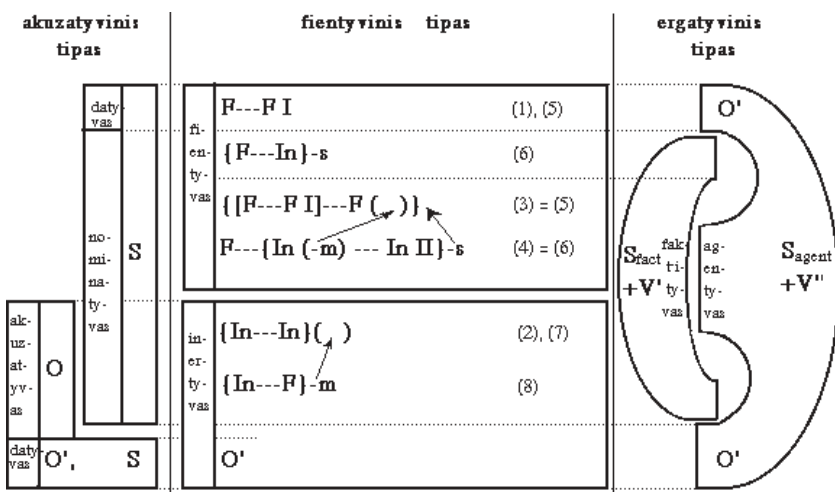 akuzatyvinis tipas
fientyvinis tipas
ergatyvinis tipas
daty-
vas
no-
mi-
na-
ty-
vas
S
ak-
uz-
at-
yv-
as
O
daty-
vas
O', S
fi-
en-
ty-
vas
F---F I (1), (5)
{F---In}-s (6)
{[F---F I]---F ( , )} (3) = (5)
F---{In (-m) --- In II}-s (4) = (6)
in-
er-
ty-
vas
{In---In}( , ) (2), (7)
{In---F}-m (8)
O'
O'
Sfact
+V'
fak-
ti-
ty-
vas
ag-
en-
ty-
vas
Sagent
+V"
O'